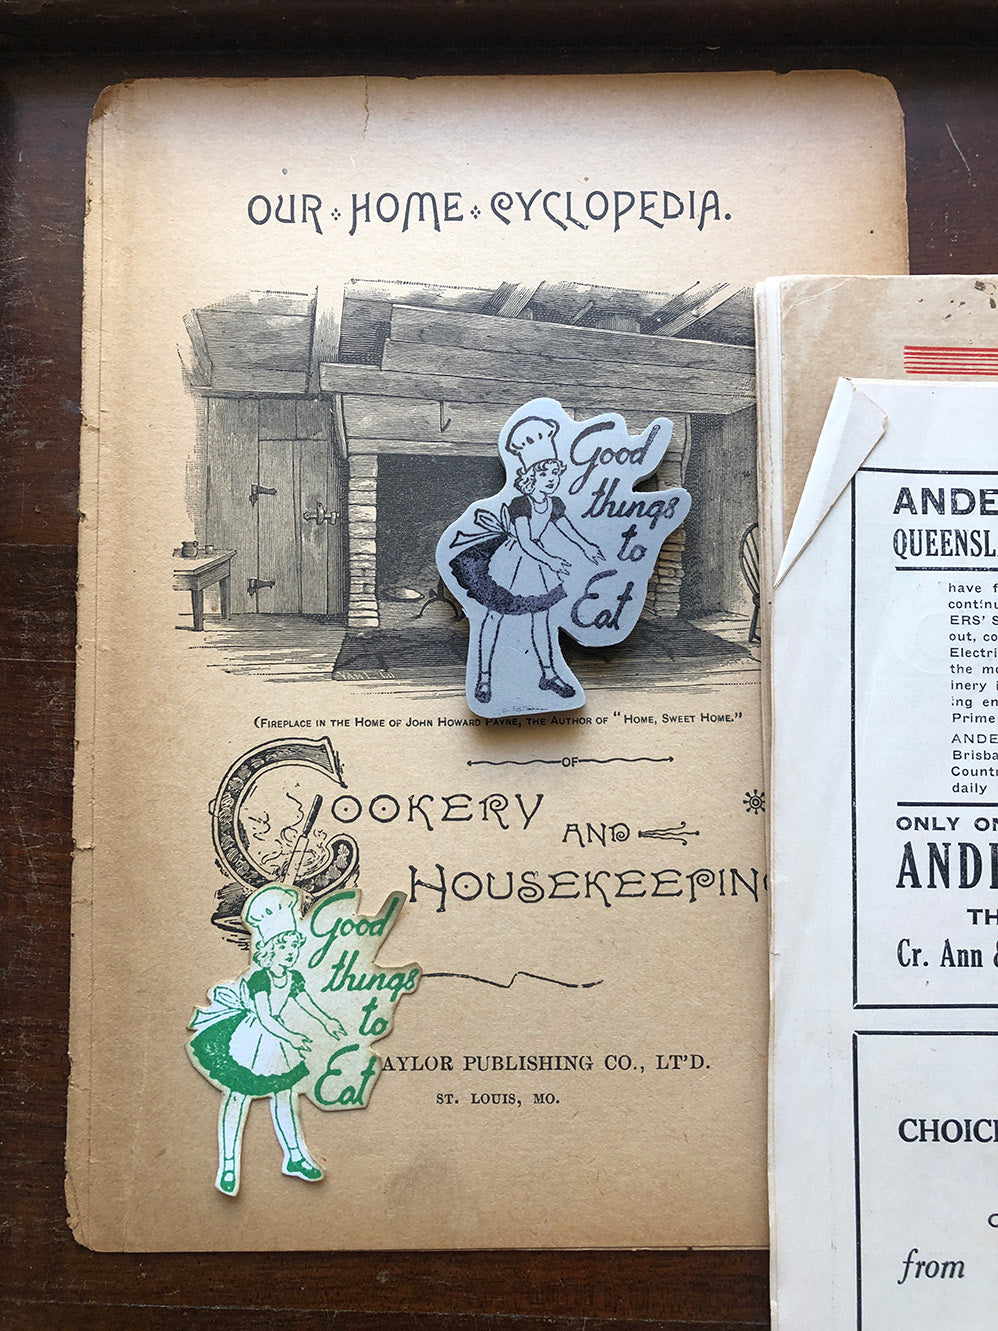 OUR HOME CYCLOPEDIA.
Good
things
to
Eat
(FIREPLACE IN THE HOME OF JOHN HOWARD PAYNE, THE AUTHOR OF "HOME, SWEET HOME."
OF
COOKERY
AND
HOUSEKEEPING
Good
things
to
Eat
AYLOR PUBLISHING CO., LT'D.
ST. LOUIS, MO.
ANDE
QUEENSL
have f
continu
ERS' S
out, co
Electri
the mo
inery i
ing en
Prime
ANDE
Brisba
Countr
daily
ONLY ON
ANDE
TH
Cr. Ann &
CHOICE
from